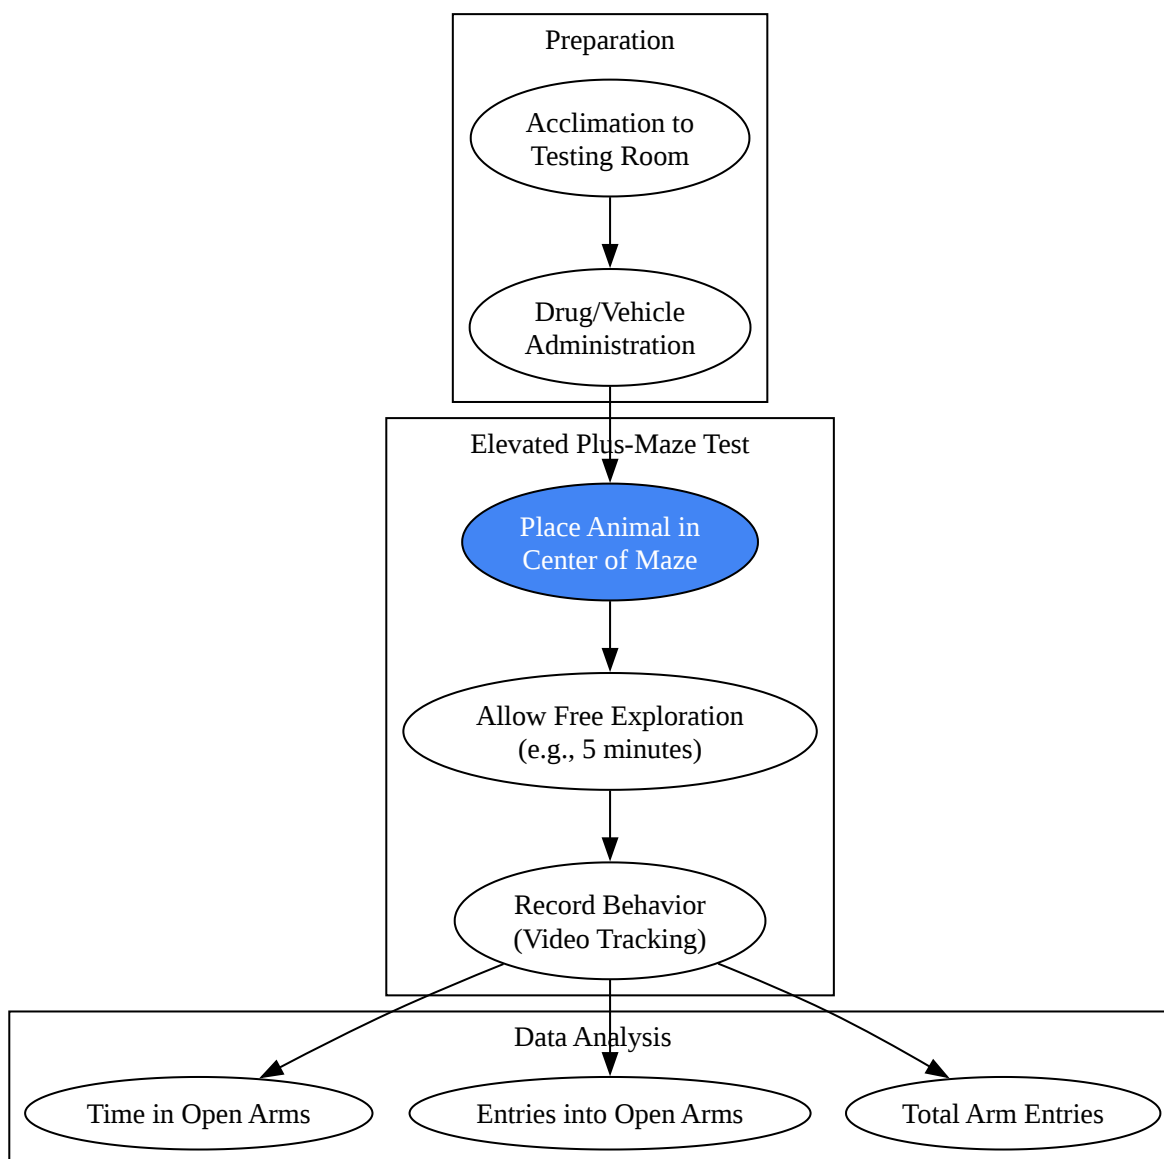 Preparation
Acclimation to
Testing Room
Drug/Vehicle
Administration
Elevated Plus-Maze Test
Place Animal in
Center of Maze
Allow Free Exploration
(e.g., 5 minutes)
Record Behavior
(Video Tracking)
Data Analysis
Time in Open Arms
Entries into Open Arms
Total Arm Entries